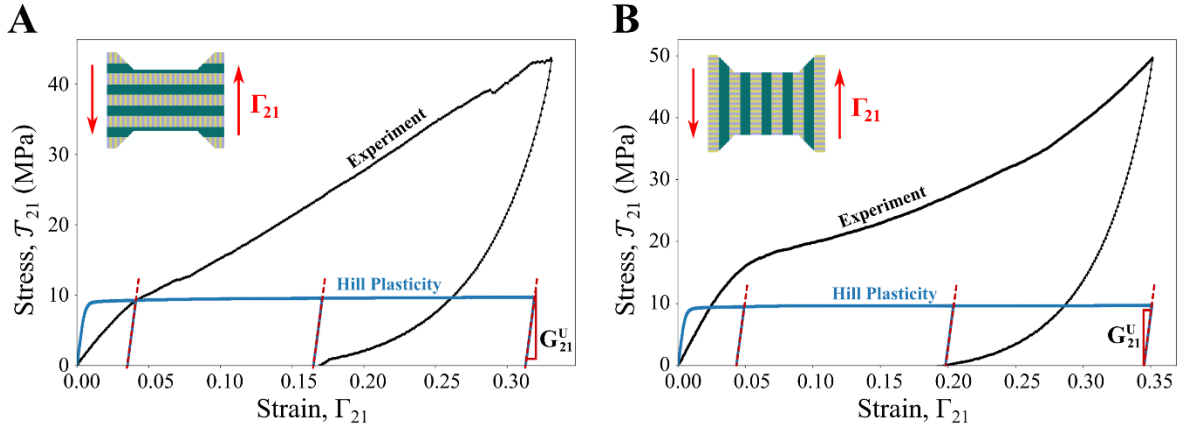 A
Stress, 𝒯21 (MPa)
40
30
20
10
0
Γ21
Experiment
Hill Plasticity
G21^U
0.00 0.05 0.10 0.15 0.20 0.25 0.30
Strain, Γ21
B
Stress, 𝒯21 (MPa)
50
40
30
20
10
0
Γ21
Experiment
Hill Plasticity
G21^U
0.00 0.05 0.10 0.15 0.20 0.25 0.30 0.35
Strain, Γ21